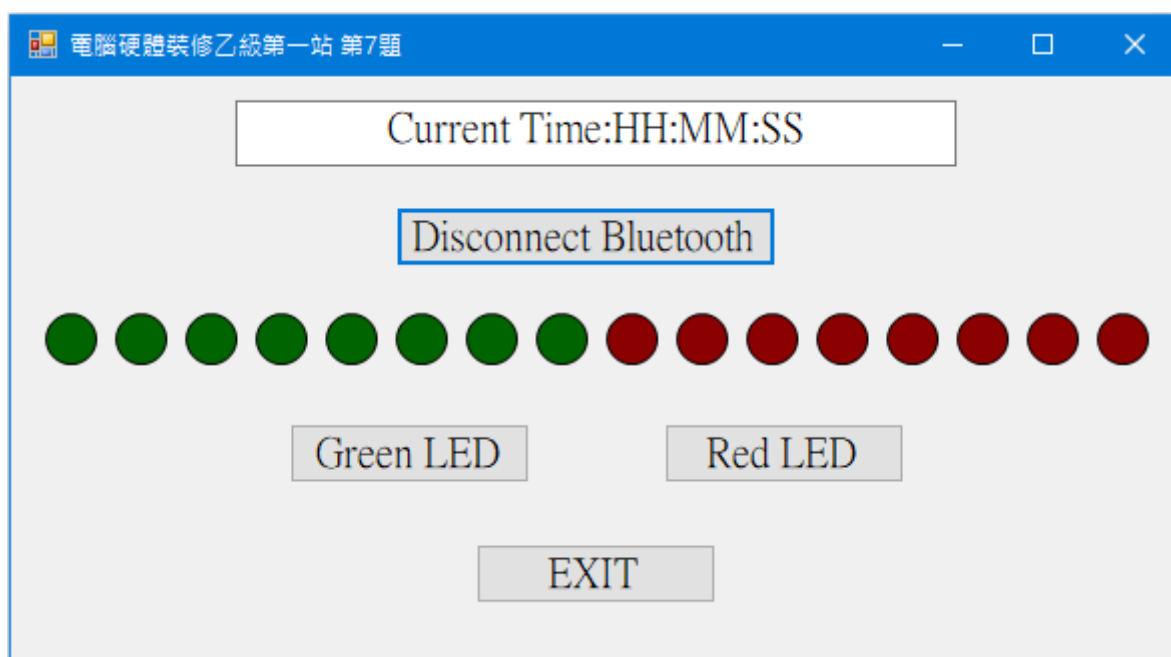 電腦硬體裝修乙級第一站 第7題
Current Time:HH:MM:SS
Disconnect Bluetooth
Green LED Red LED
EXIT